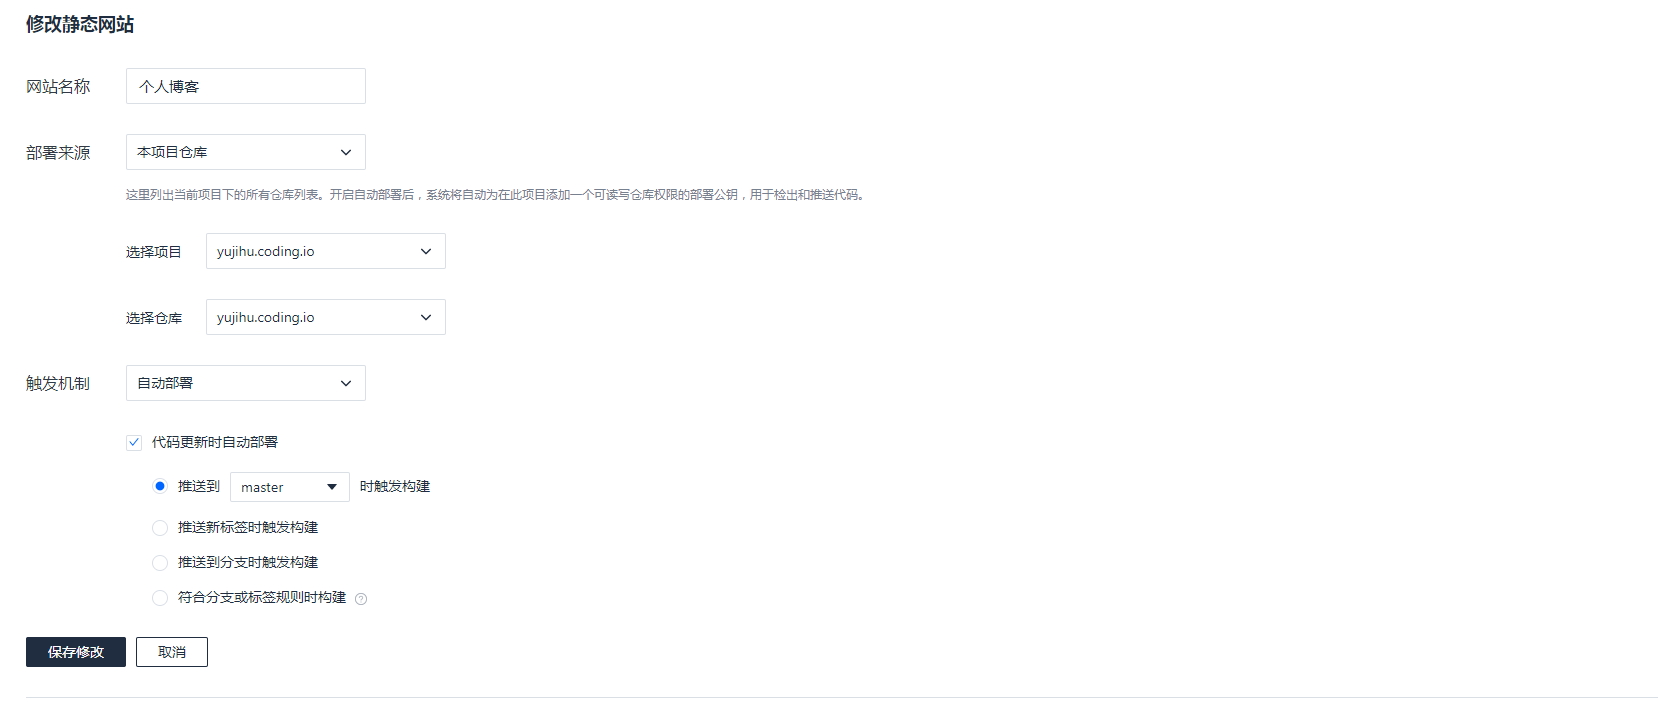 修改静态网站
网站名称 个人博客
部署来源 本项目仓库
这里列出当前项目下的所有仓库列表。开启自动部署后，系统将自动为在此项目添加一个可读写仓库权限的部署公钥，用于检出和推送代码。
选择项目 yujihu.coding.io
选择仓库 yujihu.coding.io
触发机制 自动部署
代码更新时自动部署
推送到 master 时触发构建
推送新标签时触发构建
推送到分支时触发构建
符合分支或标签规则时构建 ?
保存修改 取消